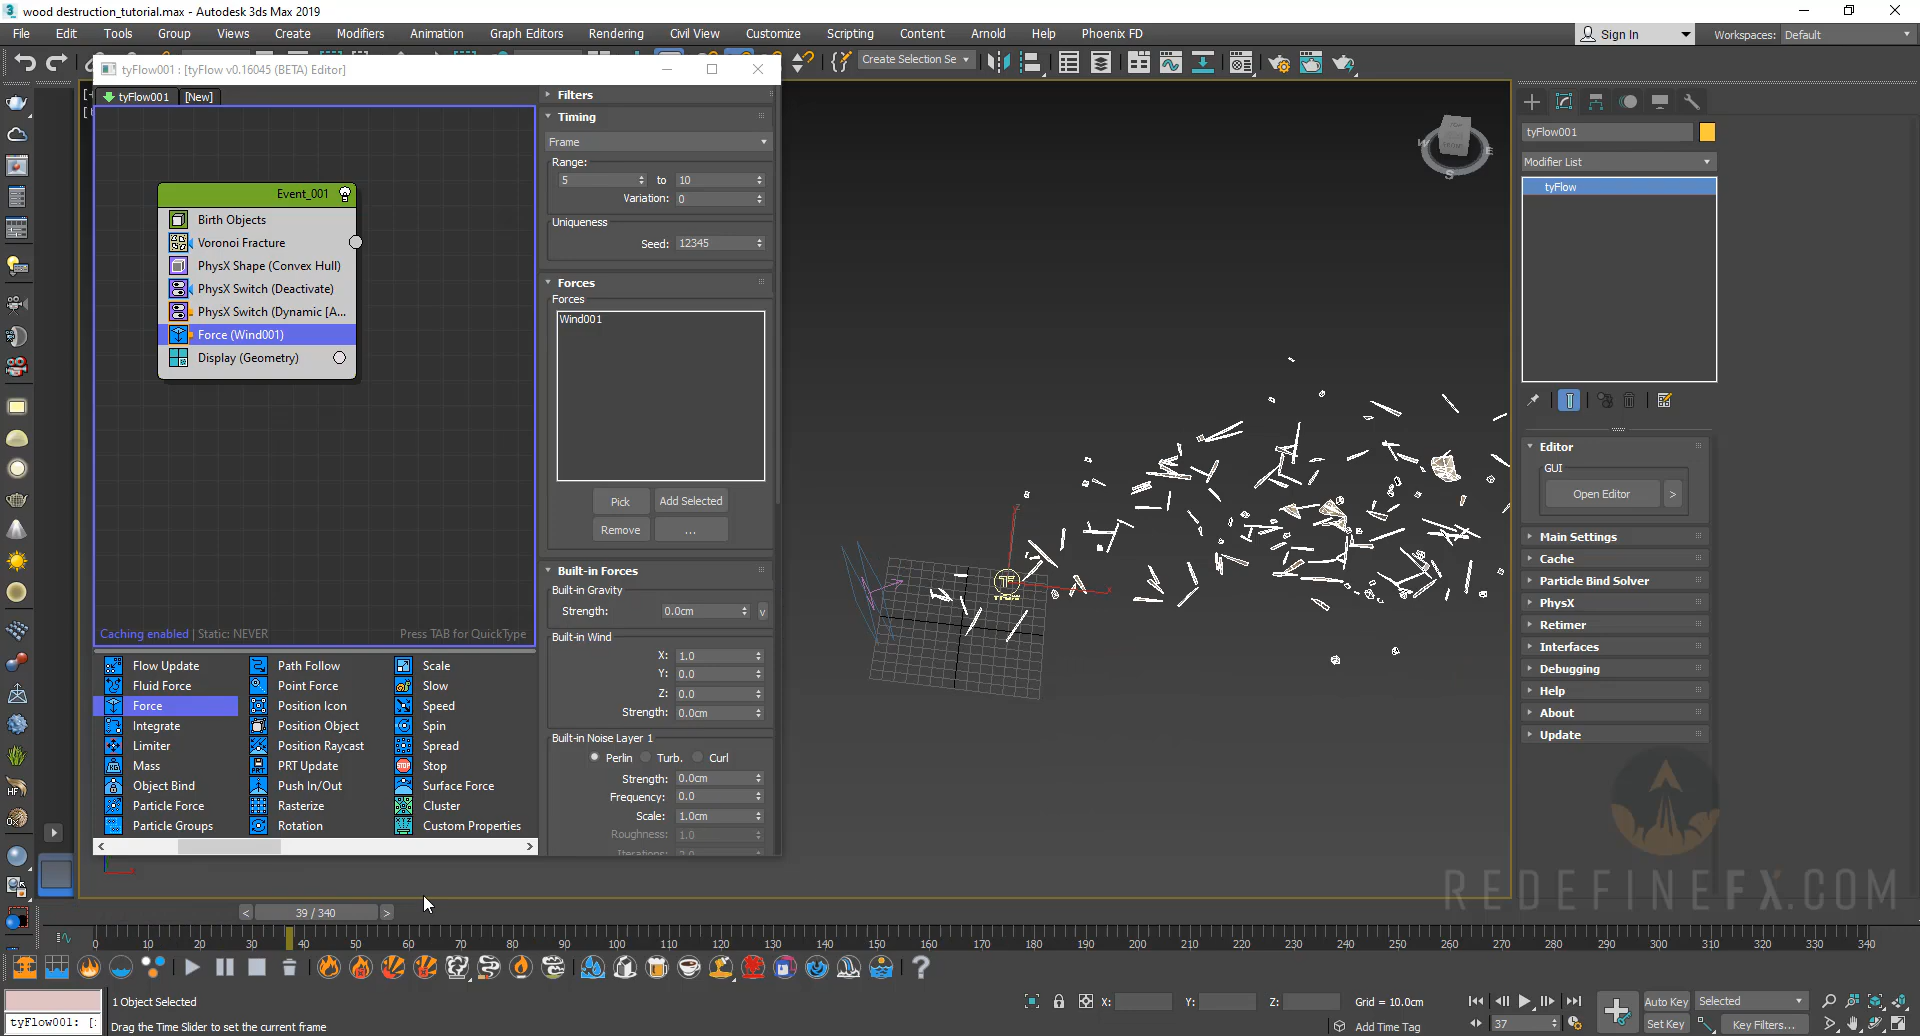 wood destruction_tutorial.max - Autodesk 3ds Max 2019
File Edit Tools Group Views Create Modifiers Animation Graph Editors Rendering Civil View Customize Scripting Content Arnold Help Phoenix FD
Sign In
Workspaces: Default
Create Selection Se
tyFlow001 : [tyFlow v0.16045 (BETA) Editor]
tyFlow001 [New]
Event_001
Birth Objects
Voronoi Fracture
PhysX Shape (Convex Hull)
PhysX Switch (Deactivate)
PhysX Switch (Dynamic [A...
Force (Wind001)
Display (Geometry)
Caching enabled | Static: NEVER
Press TAB for QuickType
Flow Update Path Follow Scale
Fluid Force Point Force Slow
Force Position Icon Speed
Integrate Position Object Spin
Limiter Position Raycast Spread
Mass PRT Update Stop
Object Bind Push In/Out Surface Force
Particle Force Rasterize Cluster
Particle Groups Rotation Custom Properties
Filters
Timing
Frame
Range:
5 to 10
Variation: 0
Uniqueness
Seed: 12345
Forces
Forces
Wind001
Pick Add Selected
Remove ...
Built-in Forces
Built-in Gravity
Strength: 0.0cm v
Built-in Wind
X: 1.0
Y: 0.0
Z: 0.0
Strength: 0.0cm
Built-in Noise Layer 1
Perlin Turb. Curl
Strength: 0.0cm
Frequency: 0.0
Scale: 1.0cm
Roughness: 1.0
W E
S
z
x
tyFlow001
Modifier List
tyFlow
Editor
GUI
Open Editor >
Main Settings
Cache
Particle Bind Solver
PhysX
Retimer
Interfaces
Debugging
Help
About
Update
REDEFINEFX.COM
< 39 / 340 >
0 10 20 30 40 50 60 70 80 90 100 110 120 130 140 150 160 170 180 190 200 210 220 230 240 250 260 270 280 290 300 310 320 330 340
1 Object Selected
X: Y: Z: Grid = 10.0cm
Auto Key Selected
tyFlow001: [:
Drag the Time Slider to set the current frame
Add Time Tag
37
Set Key Key Filters...